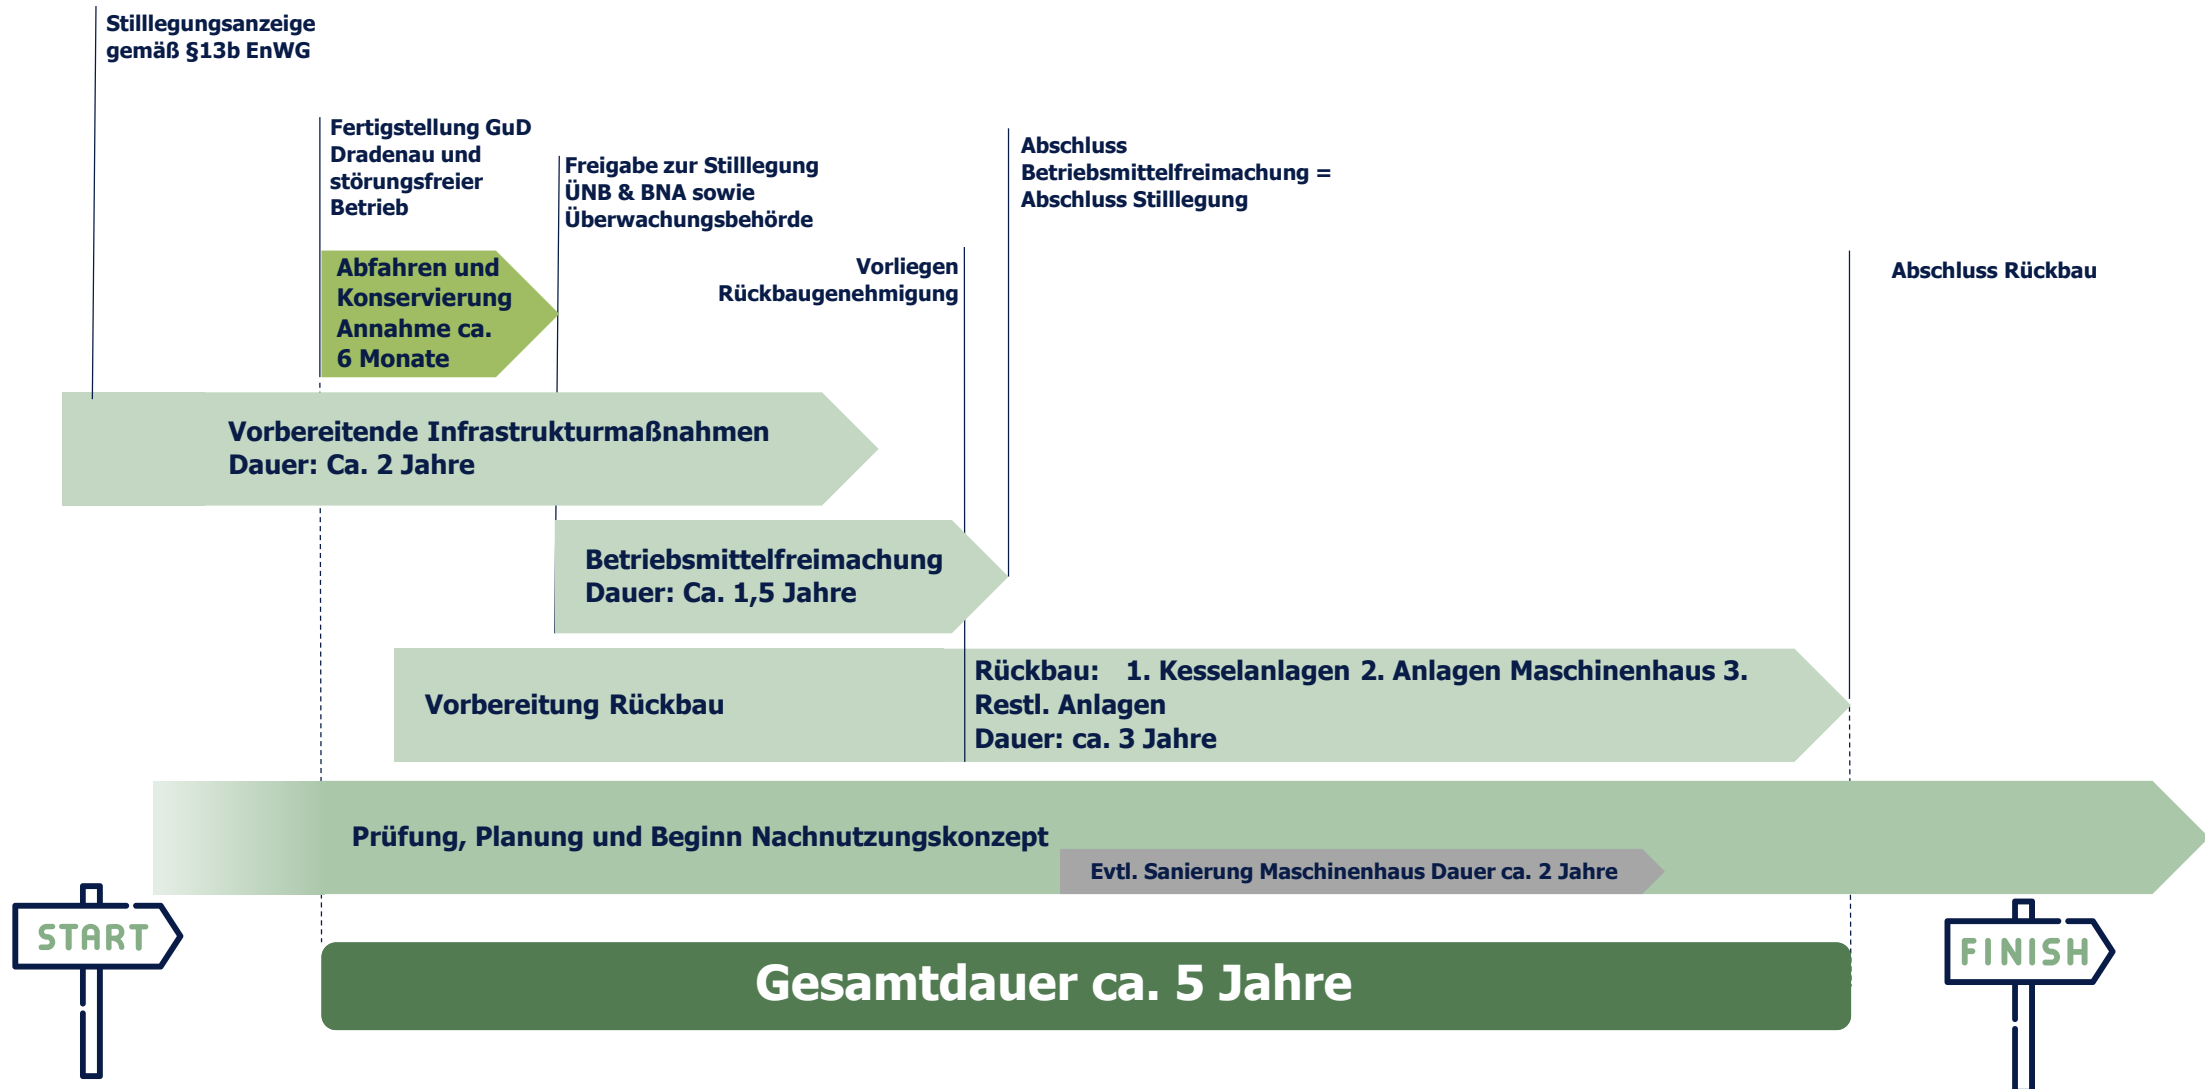 Stilllegungsanzeige
gemäß §13b EnWG
Fertigstellung GuD
Dradenau und
störungsfreier
Betrieb
Freigabe zur Stilllegung
ÜNB & BNA sowie
Überwachungsbehörde
Abschluss
Betriebsmittelfreimachung =
Abschluss Stilllegung
Vorliegen
Rückbaugenehmigung
Abschluss Rückbau
Abfahren und
Konservierung
Annahme ca.
6 Monate
Vorbereitende Infrastrukturmaßnahmen
Dauer: Ca. 2 Jahre
Betriebsmittelfreimachung
Dauer: Ca. 1,5 Jahre
Vorbereitung Rückbau
Rückbau: 1. Kesselanlagen 2. Anlagen Maschinenhaus 3.
Restl. Anlagen
Dauer: ca. 3 Jahre
Prüfung, Planung und Beginn Nachnutzungskonzept
Evtl. Sanierung Maschinenhaus Dauer ca. 2 Jahre
START
FINISH
Gesamtdauer ca. 5 Jahre